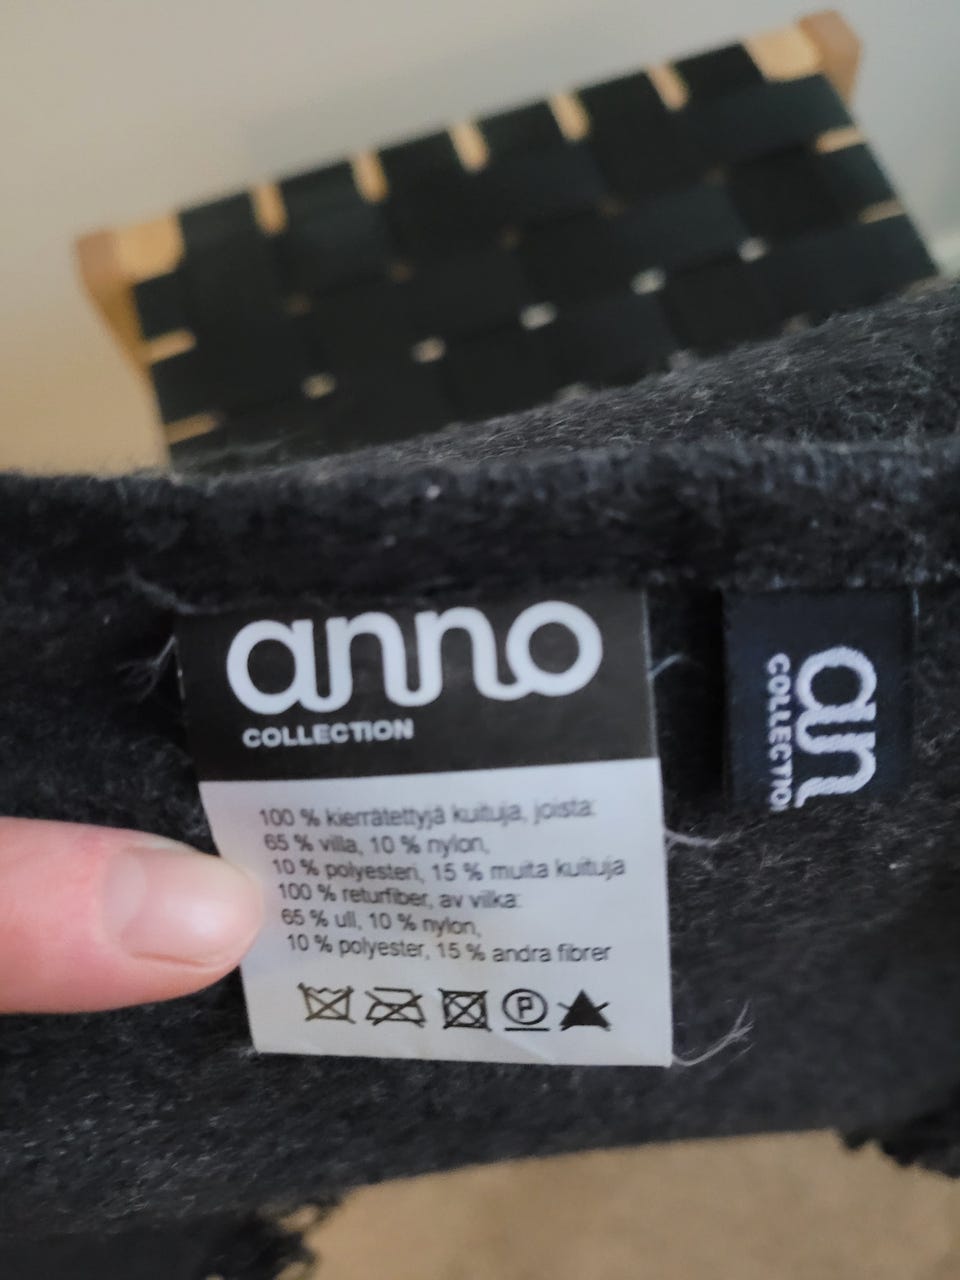 anno
COLLECTION
100 % kierrätettyjä kuituja, joista:
65 % villa, 10 % nylon,
10 % polyesteri, 15 % muita kuituja
100 % returfiber, av vilka:
65 % ull, 10 % nylon,
10 % polyester, 15 % andra fibrer
P
ann
COLLECTIO